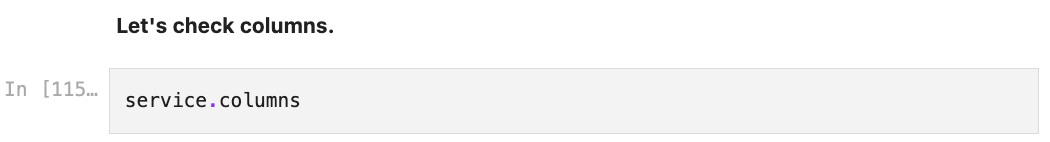 Let's check columns.
In [115…
service.columns